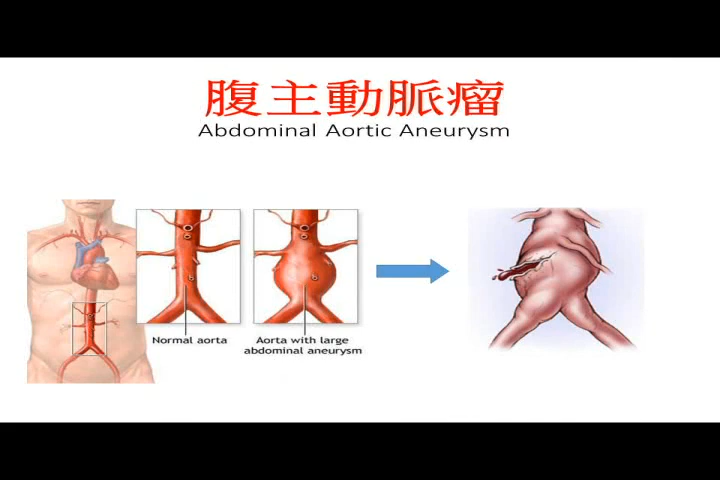 腹主動脈瘤
Abdominal Aortic Aneurysm
Normal aorta
Aorta with large
abdominal aneurysm